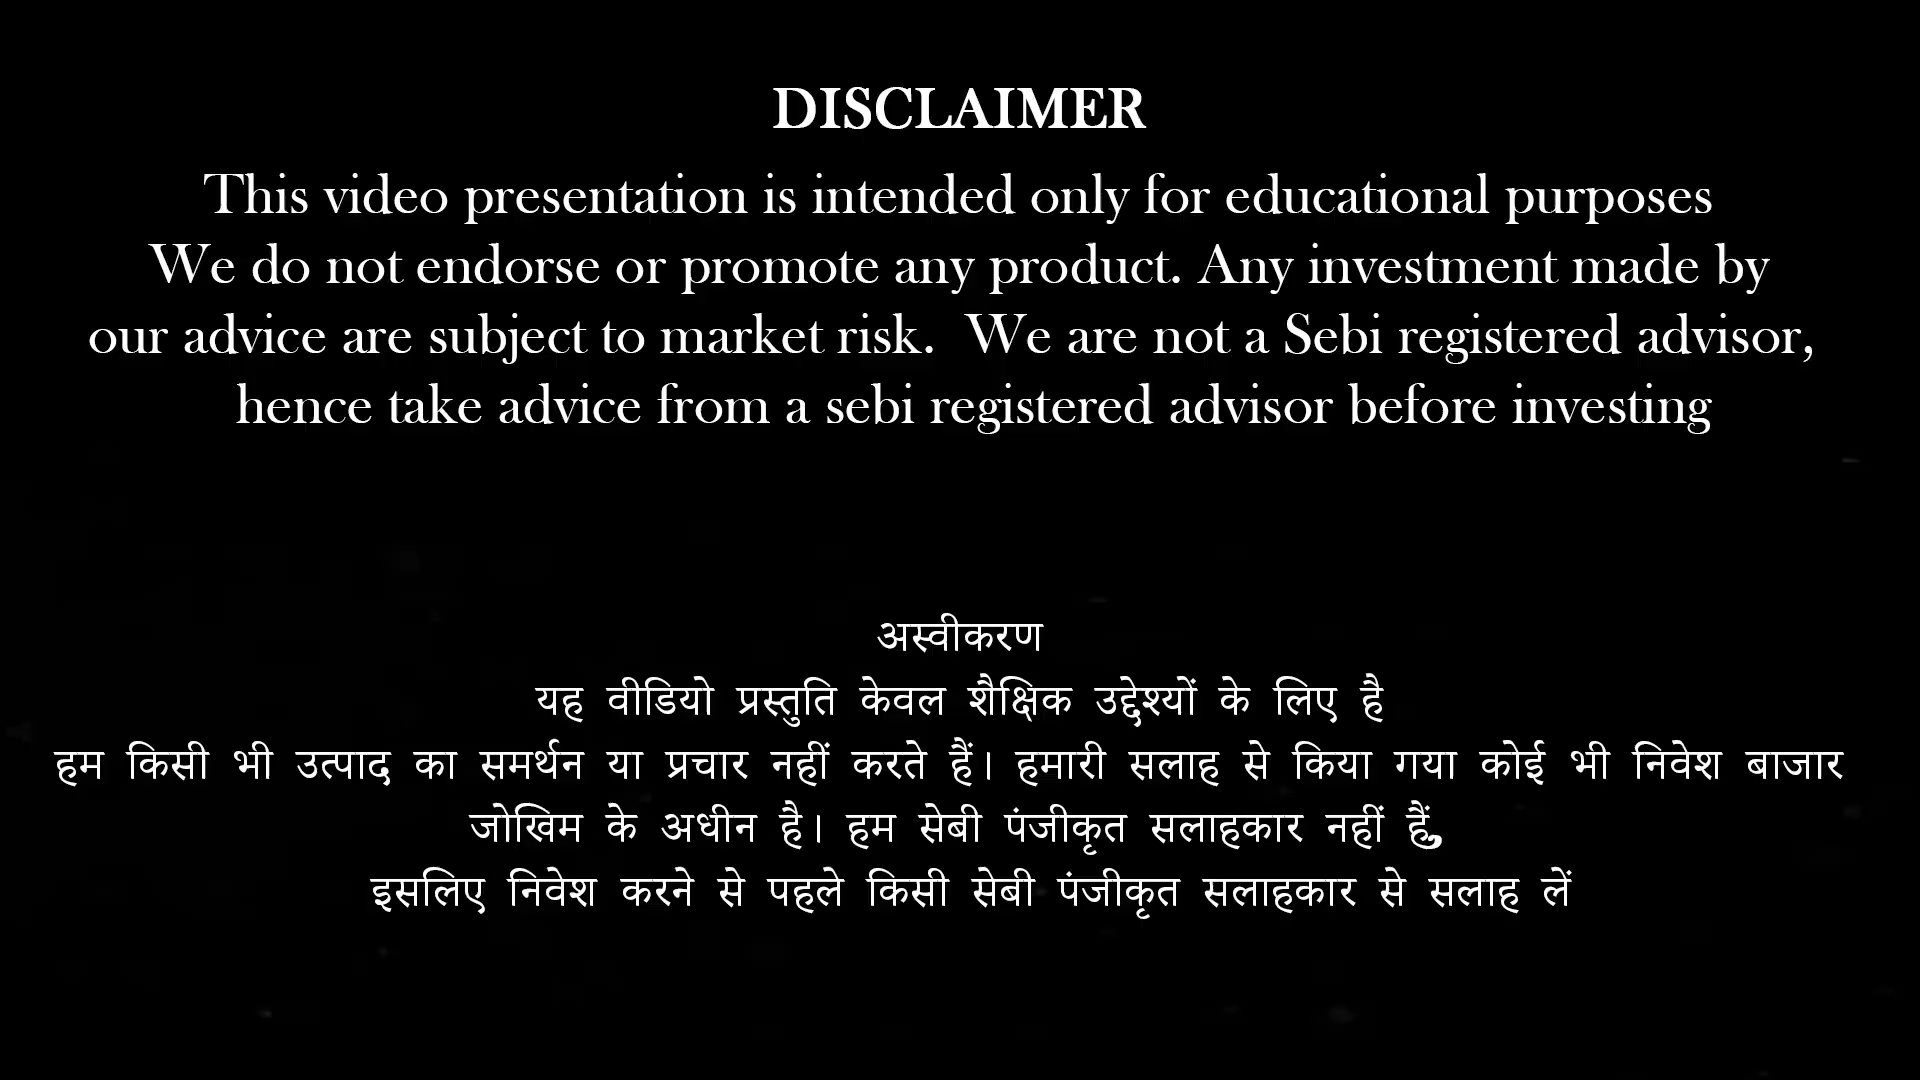 DISCLAIMER
This video presentation is intended only for educational purposes
We do not endorse or promote any product. Any investment made by
our advice are subject to market risk.  We are not a Sebi registered advisor,
hence take advice from a sebi registered advisor before investing
अस्वीकरण
यह वीडियो प्रस्तुति केवल शैक्षिक उद्देश्यों के लिए है
हम किसी भी उत्पाद का समर्थन या प्रचार नहीं करते हैं। हमारी सलाह से किया गया कोई भी निवेश बाजार
जोखिम के अधीन है। हम सेबी पंजीकृत सलाहकार नहीं हैं,
इसलिए निवेश करने से पहले किसी सेबी पंजीकृत सलाहकार से सलाह लें